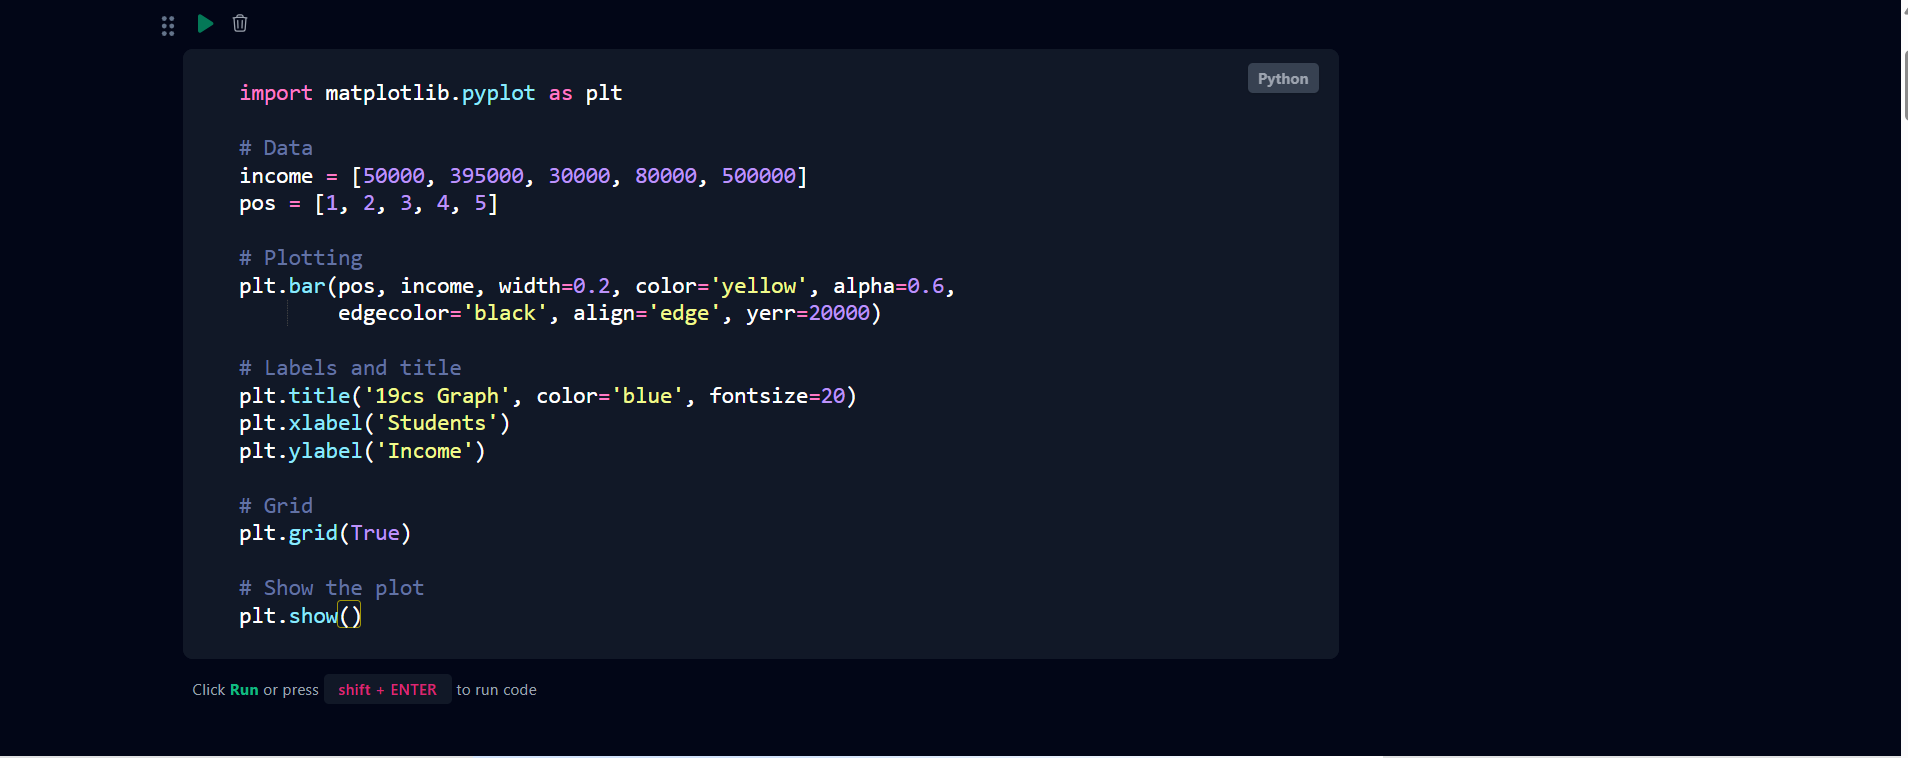 Python
import matplotlib.pyplot as plt
# Data
income = [50000, 395000, 30000, 80000, 500000]
pos = [1, 2, 3, 4, 5]
# Plotting
plt.bar(pos, income, width=0.2, color='yellow', alpha=0.6,
        edgecolor='black', align='edge', yerr=20000)
# Labels and title
plt.title('19cs Graph', color='blue', fontsize=20)
plt.xlabel('Students')
plt.ylabel('Income')
# Grid
plt.grid(True)
# Show the plot
plt.show()
Click Run or press shift + ENTER to run code